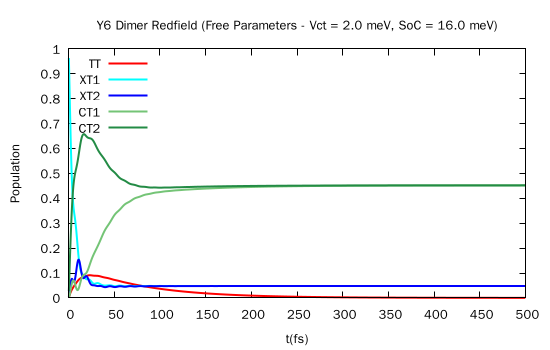 Y6 Dimer Redfield (Free Parameters - Vct = 2.0 meV, SoC = 16.0 meV)
1
0.9
0.8
0.7
0.6
0.5
0.4
0.3
0.2
0.1
0
TT
XT1
XT2
CT1
CT2
Population
0 50 100 150 200 250 300 350 400 450 500
t(fs)